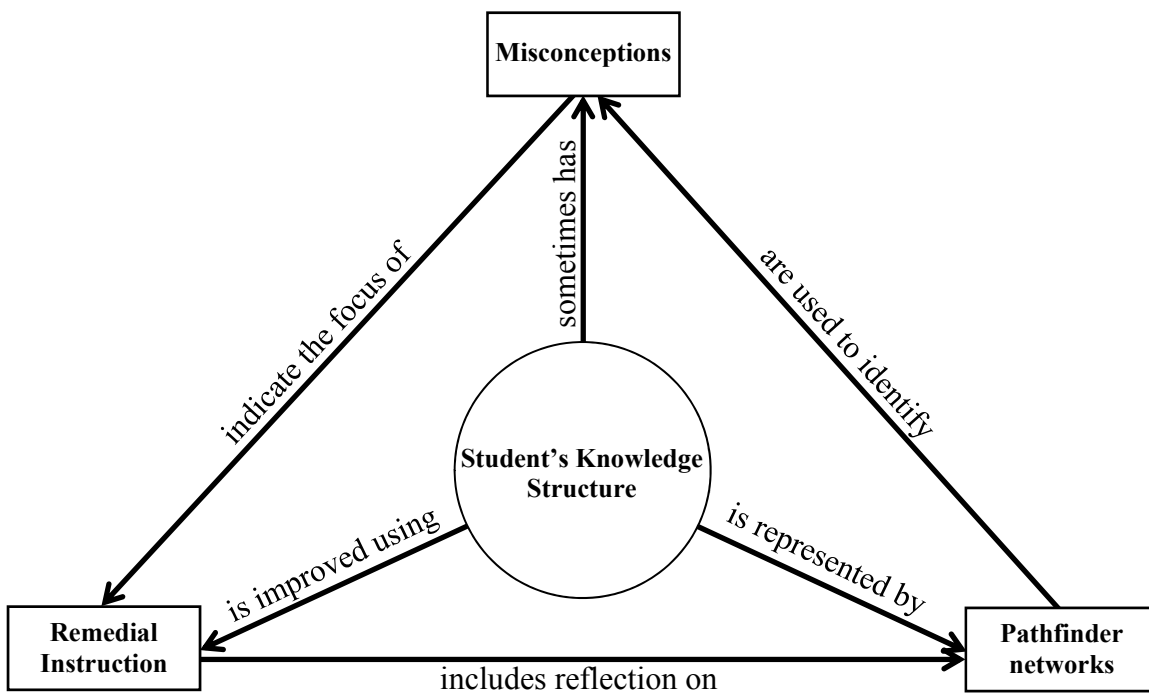 Misconceptions
sometimes has
indicate the focus of
are used to identify
Student’s Knowledge
Structure
is improved using
is represented by
Remedial
Instruction
Pathfinder
networks
includes reflection on